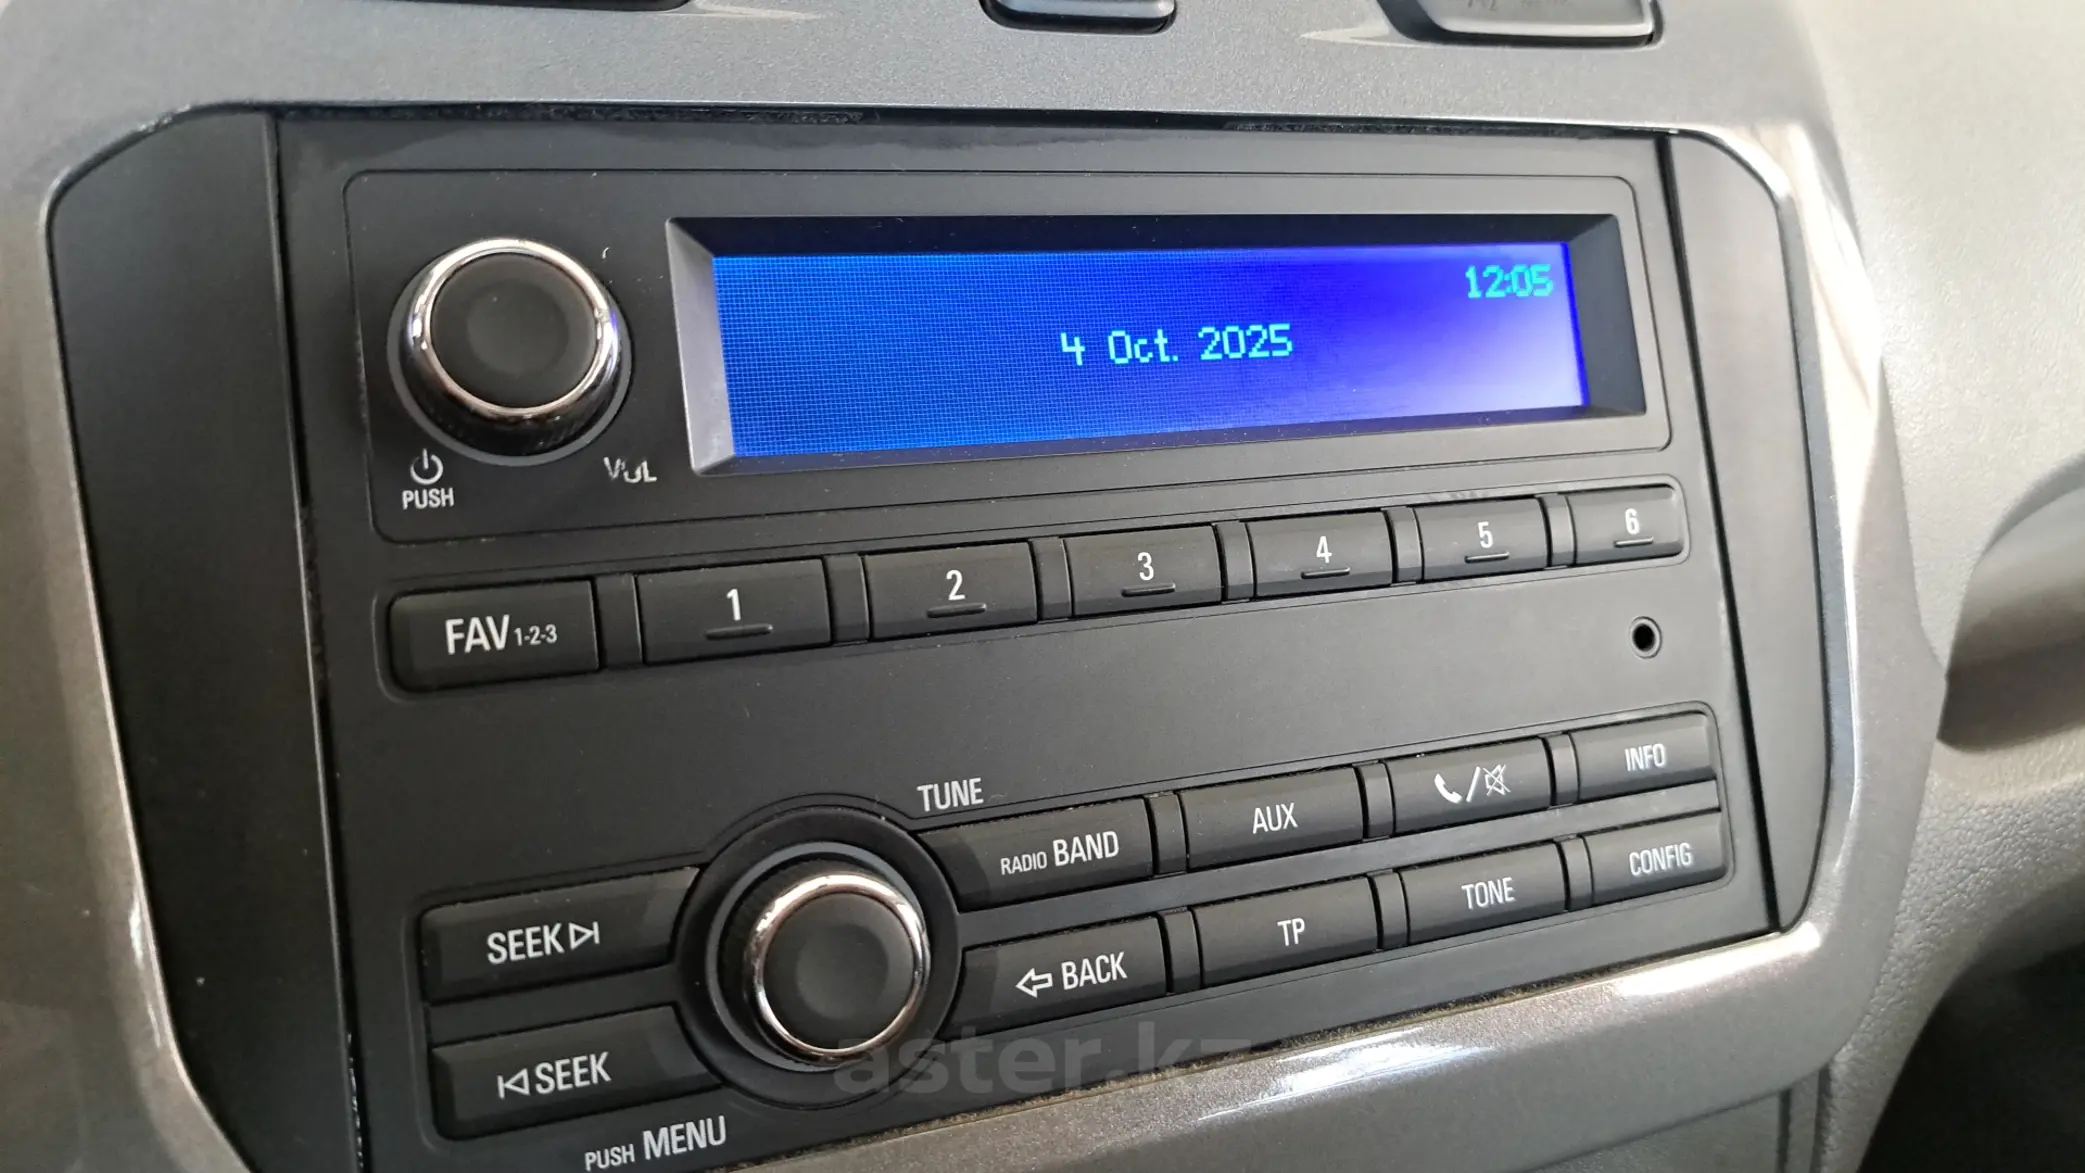 12:05
4 Oct. 2025
PUSH
VOL
FAV 1-2-3
1
2
3
4
5
6
TUNE
RADIO BAND
AUX
INFO
SEEK
BACK
TP
TONE
CONFIG
SEEK
PUSH MENU
aster.kz